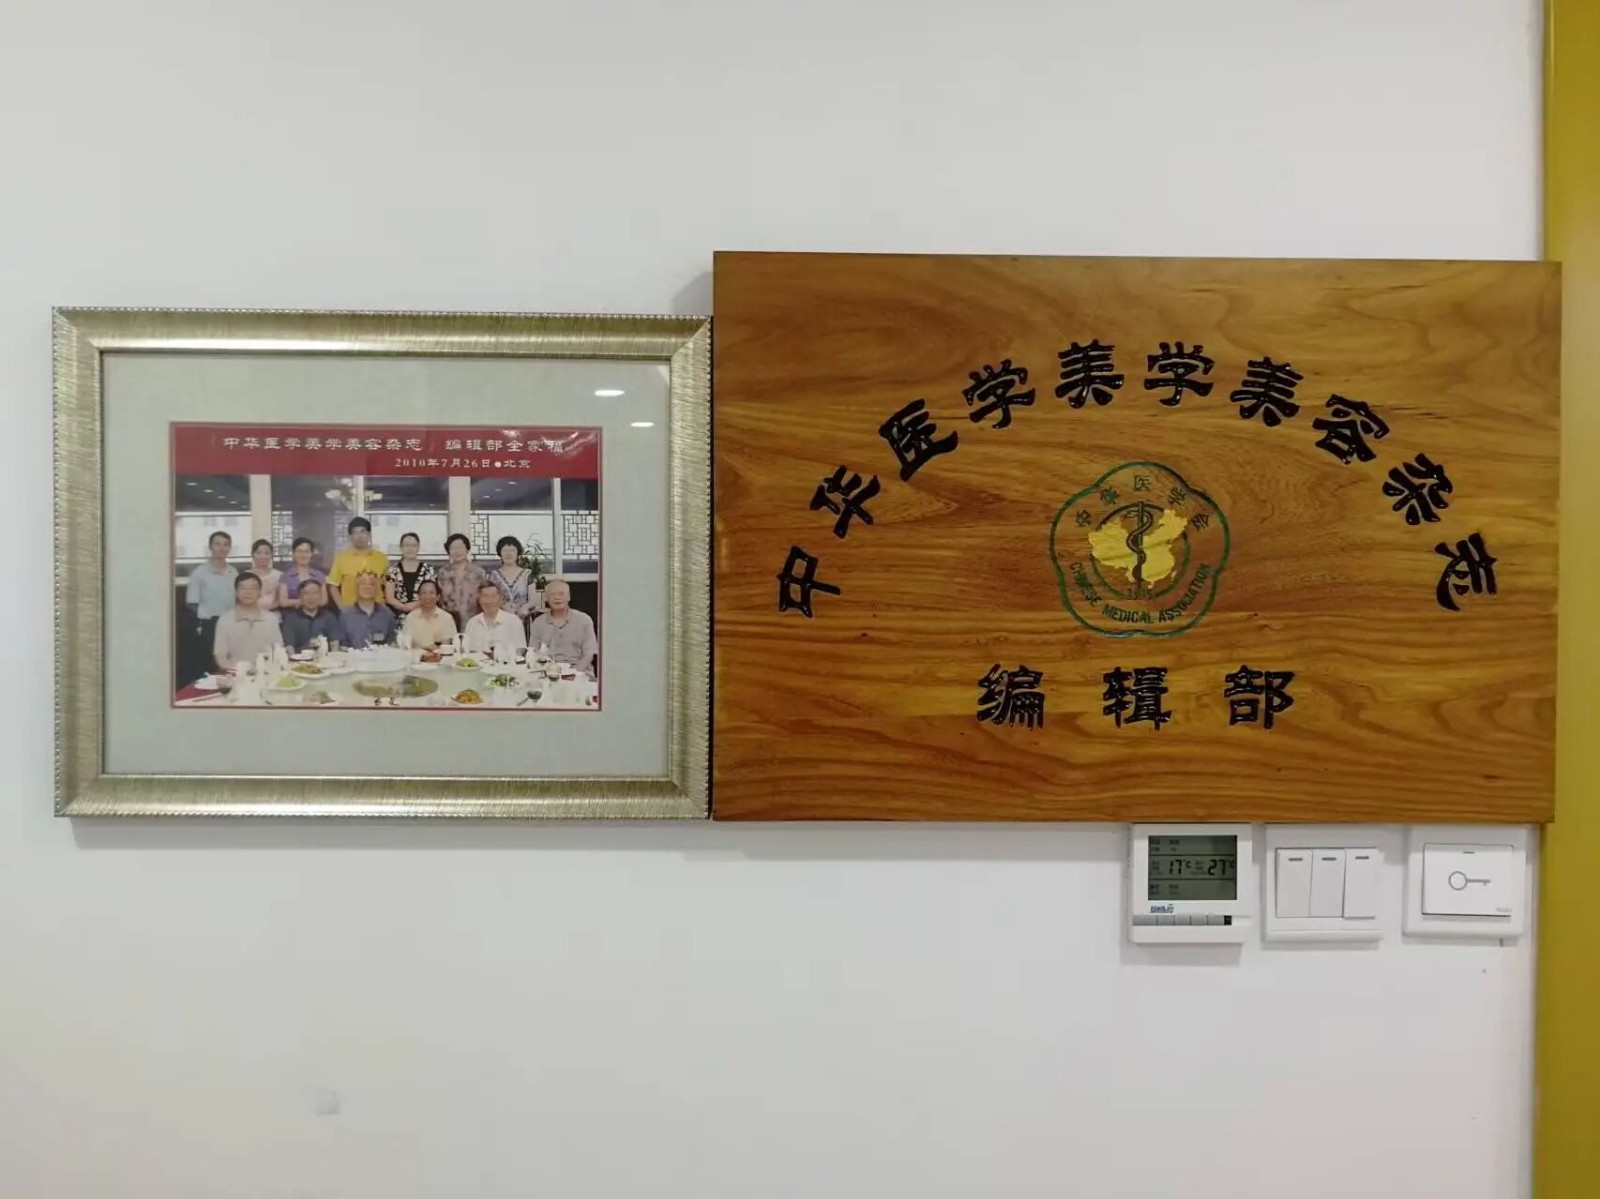 中华医学美学美容杂志 编辑部全家福
2010年7月26日●北京
中华医学美学美容杂志
中华医学会
1915
CHINESE MEDICAL ASSOCIATION
编辑部
17℃ 27℃